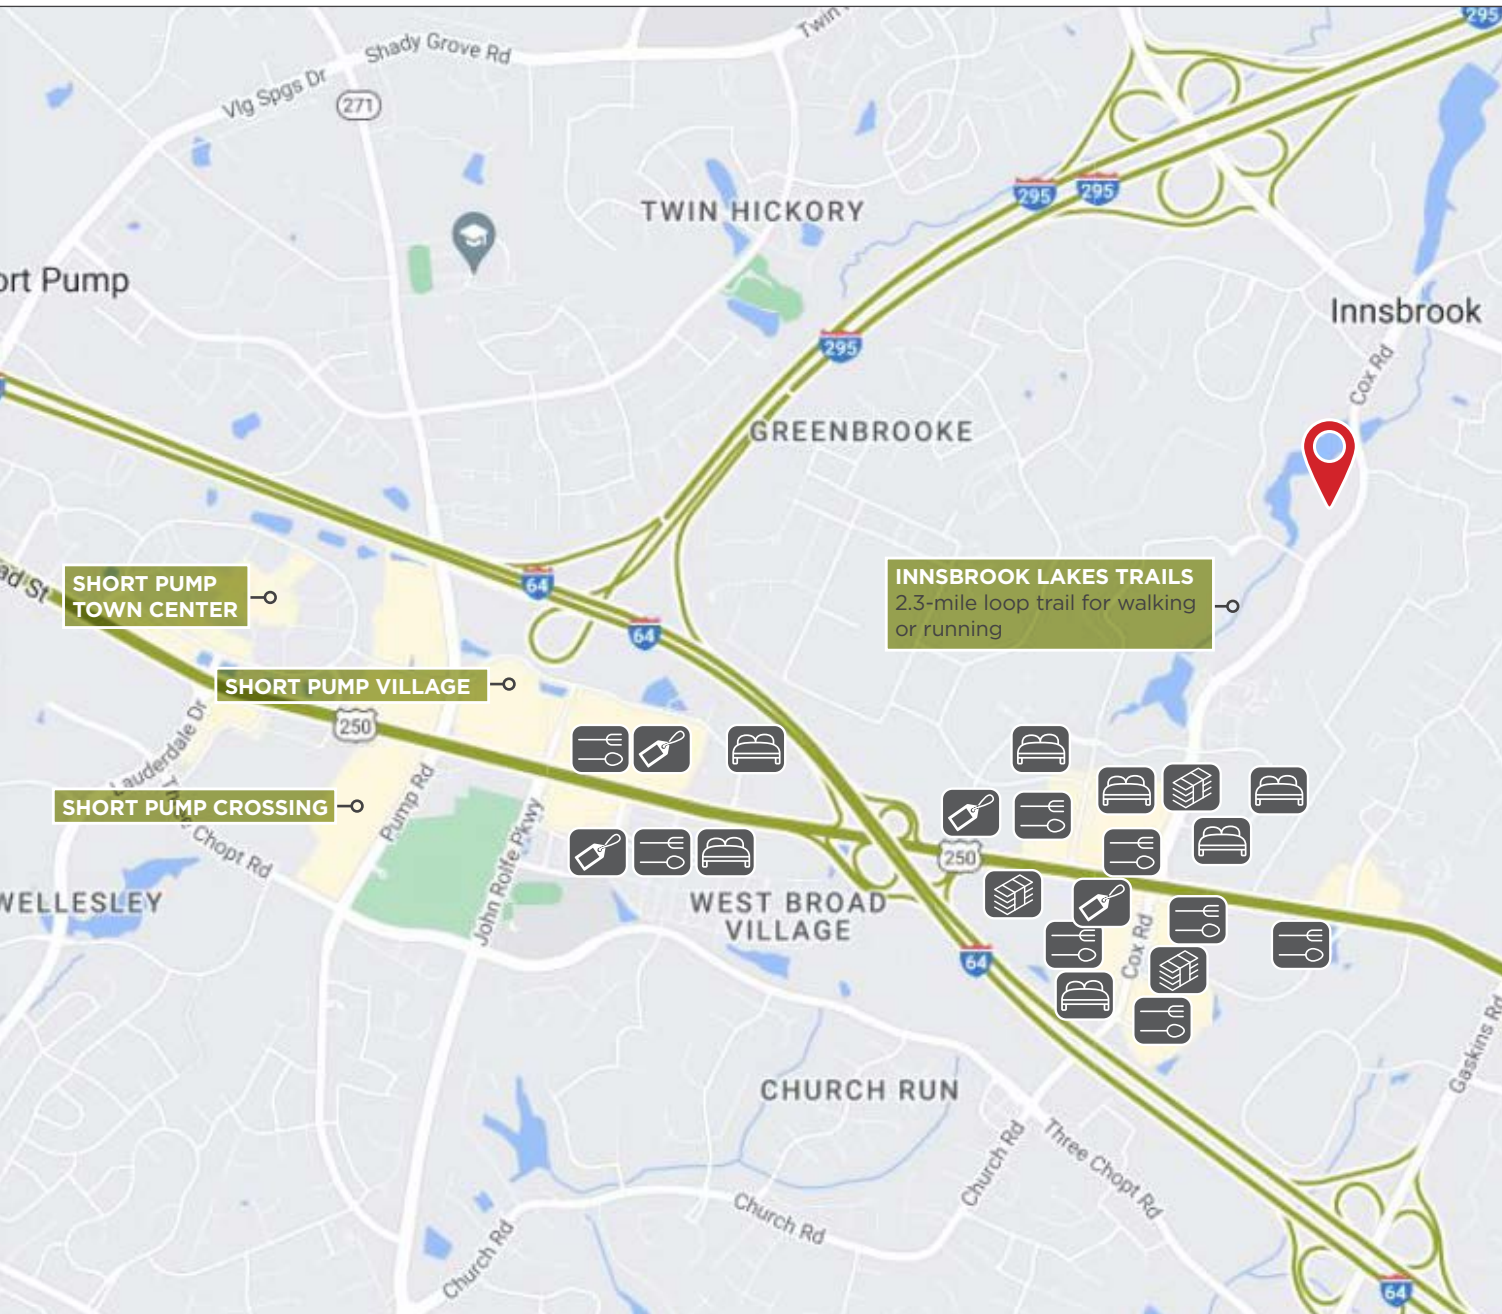 295
Twin
Shady Grove Rd
Vlg Spgs Dr
271
295
295
TWIN HICKORY
ort Pump
Innsbrook
295
Cox Rd
GREENBROOKE
ad St
SHORT PUMP
TOWN CENTER
64
INNSBROOK LAKES TRAILS
2.3-mile loop trail for walking
or running
64
SHORT PUMP VILLAGE
250
Lauderdale Dr
SHORT PUMP CROSSING
Pump Rd
Three Chopt Rd
John Rolfe Pkwy
250
WELLESLEY
WEST BROAD
VILLAGE
Cox Rd
64
Gaskins Rd
CHURCH RUN
Church Rd
Three Chopt Rd
Church Rd
Church Rd
64